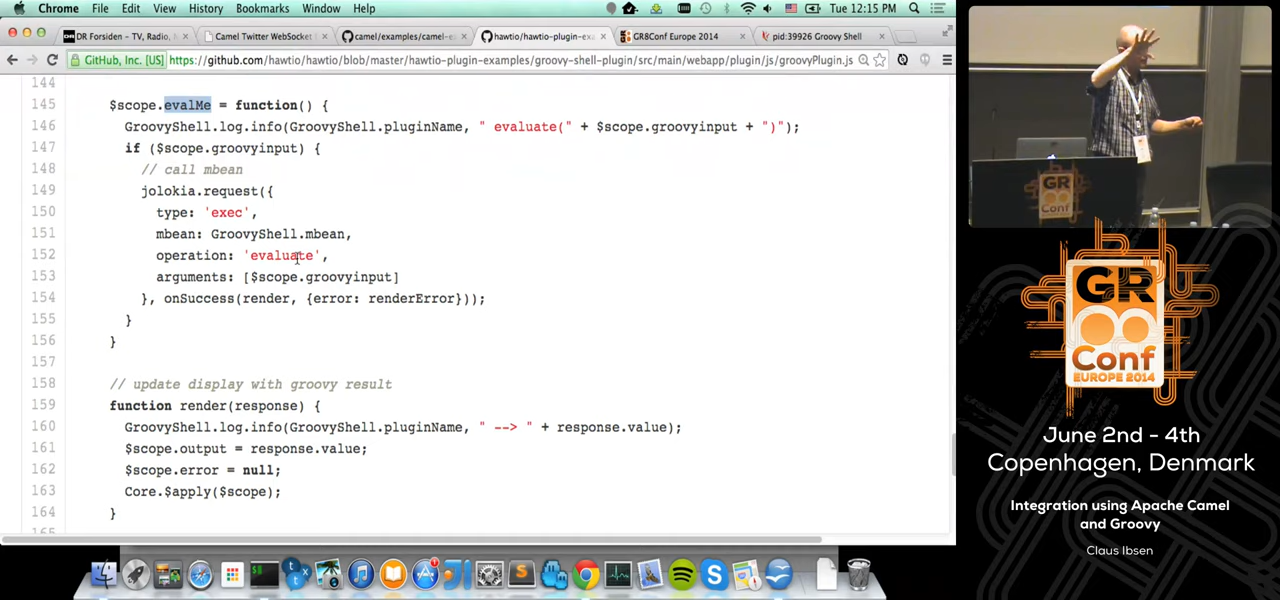 Chrome File Edit View History Bookmarks Window Help
Tue 12:15 PM
DR Forsiden - TV, Radio, N
Camel Twitter WebSocket
camel/examples/camel-e
hawtio/hawtio-plugin-exa
GR8Conf Europe 2014
pid:39926 Groovy Shell
GitHub, Inc. [US] https://github.com/hawtio/hawtio/blob/master/hawtio-plugin-examples/groovy-shell-plugin/src/main/webapp/plugin/js/groovyPlugin.js
144
145 $scope.evalMe = function() {
146 GroovyShell.log.info(GroovyShell.pluginName, " evaluate(" + $scope.groovyinput + ")");
147 if ($scope.groovyinput) {
148 // call mbean
149 jolokia.request({
150 type: 'exec',
151 mbean: GroovyShell.mbean,
152 operation: 'evaluate',
153 arguments: [$scope.groovyinput]
154 }, onSuccess(render, {error: renderError}));
155 }
156 }
157
158 // update display with groovy result
159 function render(response) {
160 GroovyShell.log.info(GroovyShell.pluginName, " --> " + response.value);
161 $scope.output = response.value;
162 $scope.error = null;
163 Core.$apply($scope);
164 }
165
GR
Conf
GR
Conf
EUROPE 2014
June 2nd - 4th
Copenhagen, Denmark
Integration using Apache Camel
and Groovy
Claus Ibsen